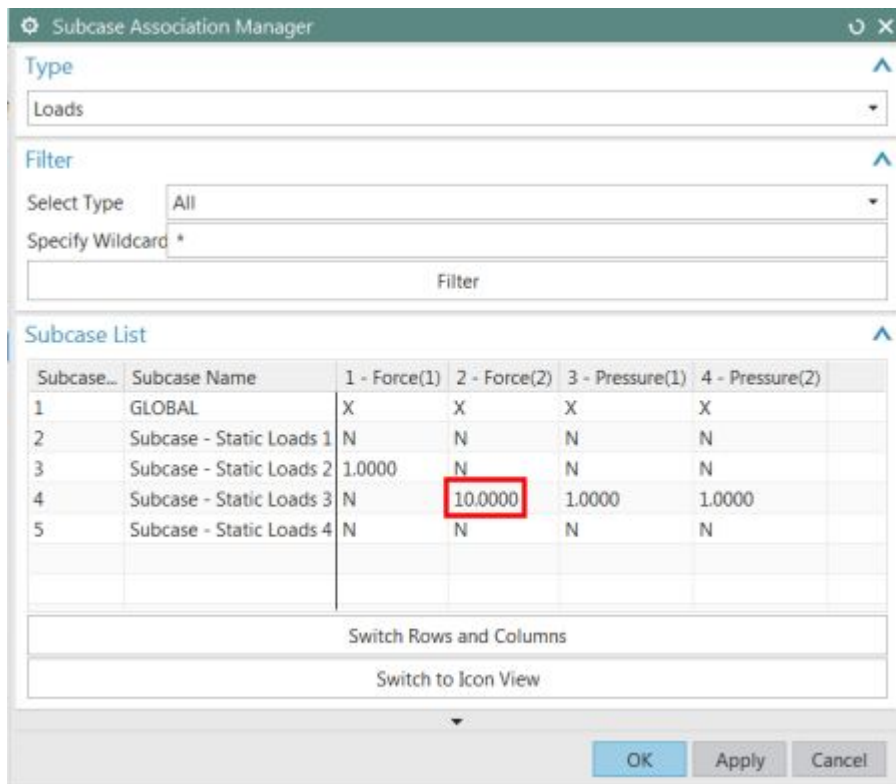 Subcase Association Manager
Type
Loads
Filter
Select Type All
Specify Wildcard *
Filter
Subcase List
Subcase... Subcase Name 1 - Force(1) 2 - Force(2) 3 - Pressure(1) 4 - Pressure(2)
1 GLOBAL X X X X
2 Subcase - Static Loads 1 N N N N
3 Subcase - Static Loads 2 1.0000 N N N
4 Subcase - Static Loads 3 N 10.0000 1.0000 1.0000
5 Subcase - Static Loads 4 N N N N
Switch Rows and Columns
Switch to Icon View
OK Apply Cancel